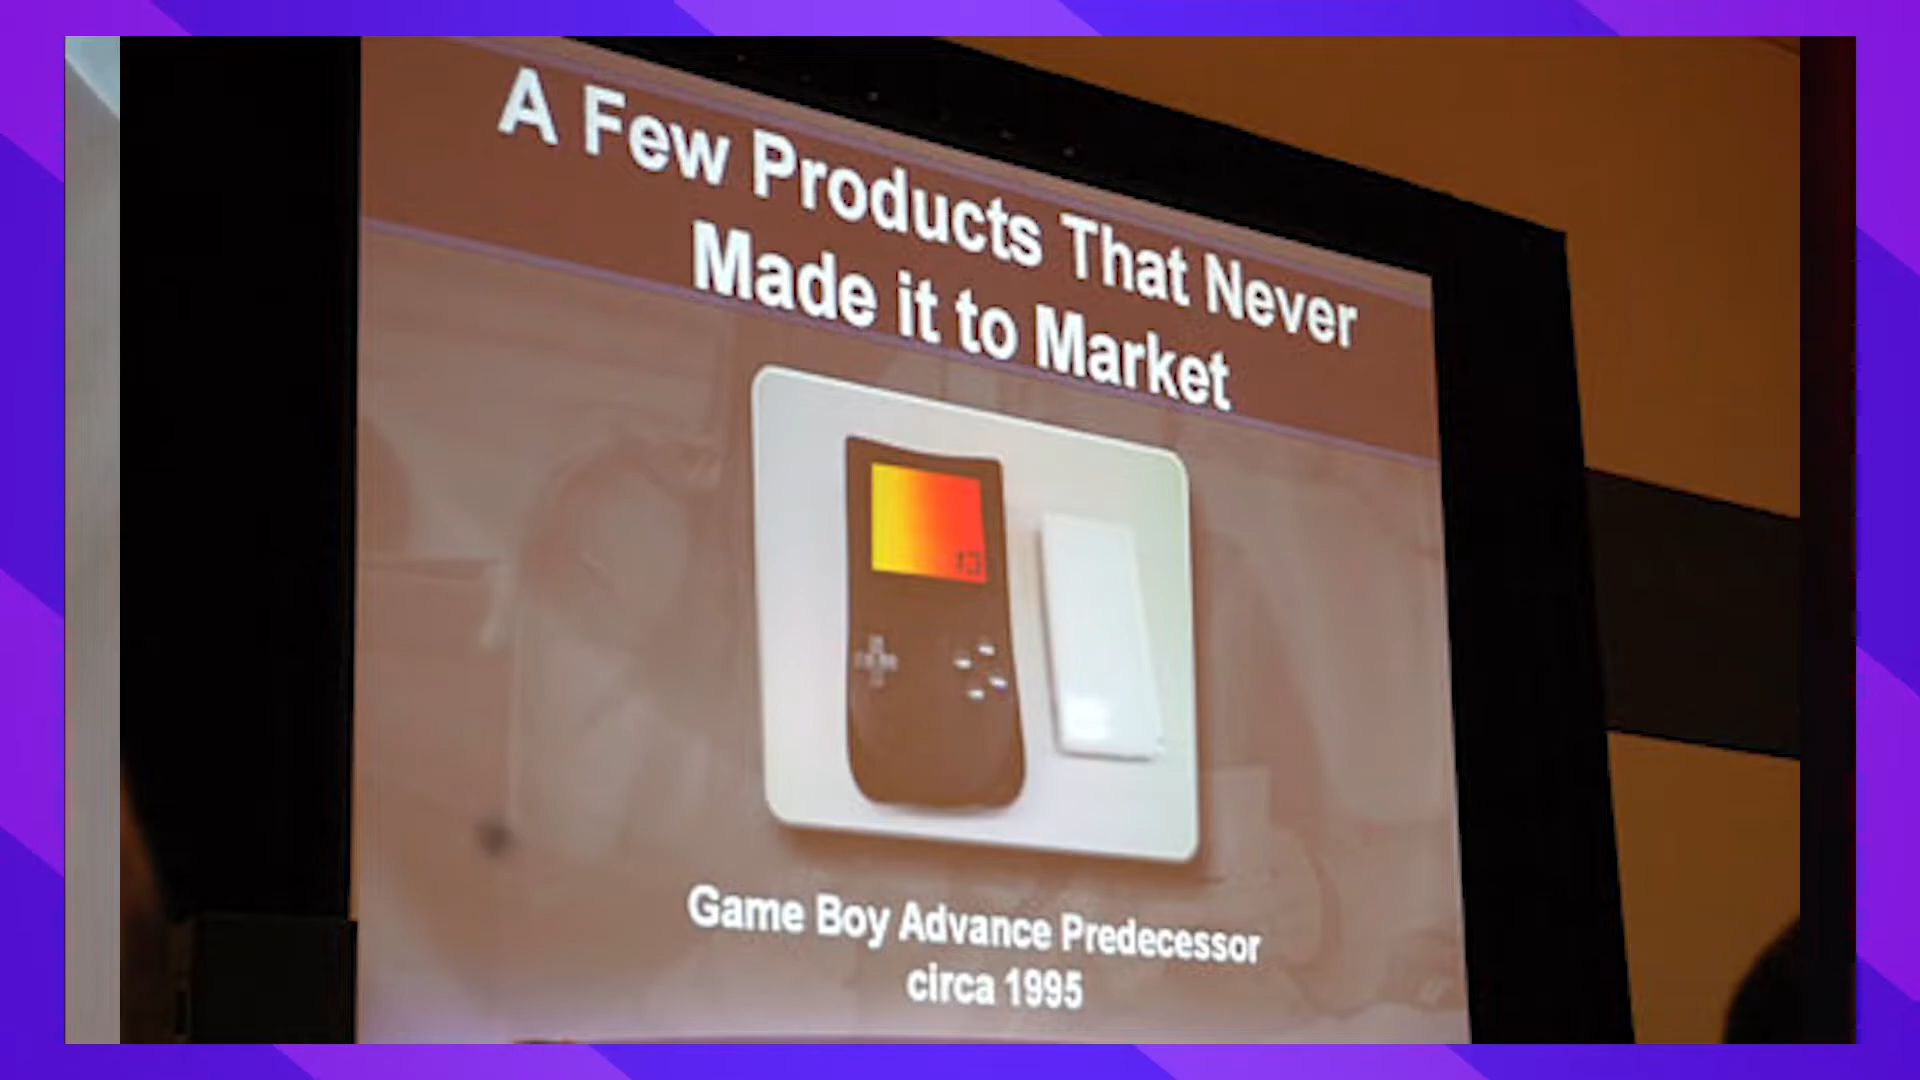 A Few Products That Never
Made it to Market
Game Boy Advance Predecessor
circa 1995